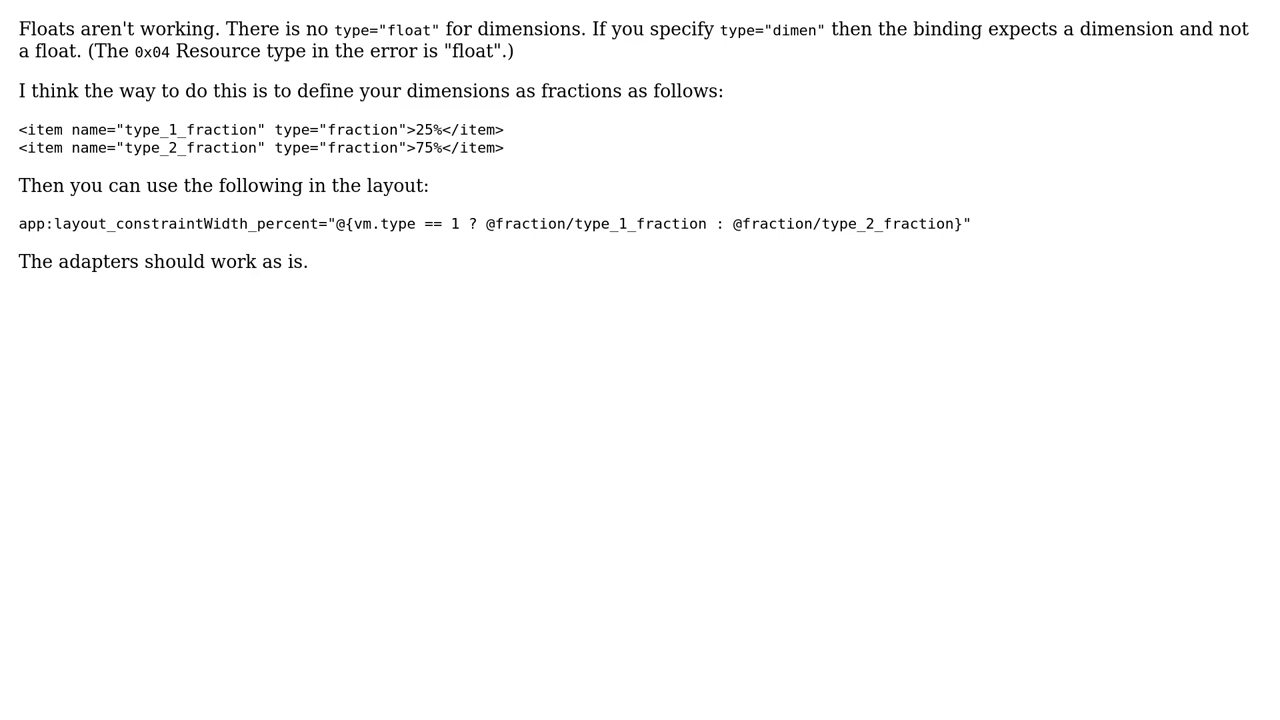 Floats aren't working. There is no type="float" for dimensions. If you specify type="dimen" then the binding expects a dimension and not
a float. (The 0x04 Resource type in the error is "float".)
I think the way to do this is to define your dimensions as fractions as follows:
<item name="type_1_fraction" type="fraction">25%</item>
<item name="type_2_fraction" type="fraction">75%</item>
Then you can use the following in the layout:
app:layout_constraintWidth_percent="@{vm.type == 1 ? @fraction/type_1_fraction : @fraction/type_2_fraction}"
The adapters should work as is.